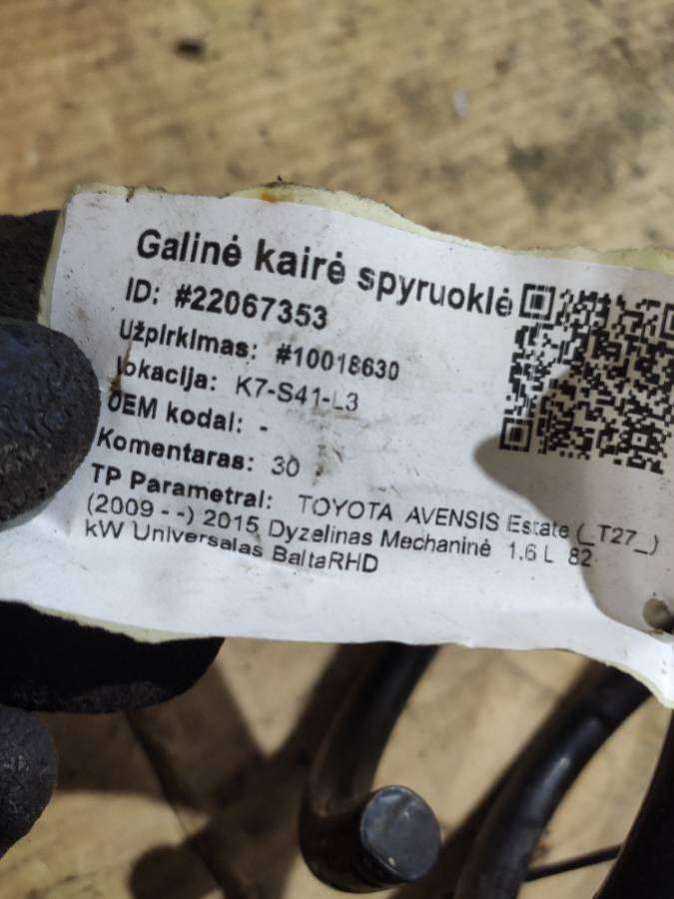 Galinė kairė spyruoklė
ID: #22067353
Užpirkimas: #10018630
lokacija: K7-S41-L3
OEM kodai: -
Komentaras: 30
TP Parametrai: TOYOTA AVENSIS Estate (_T27_)
(2009 - -) 2015 Dyzelinas Mechaninė 1.6 L 82
kW Universalas BaltaRHD